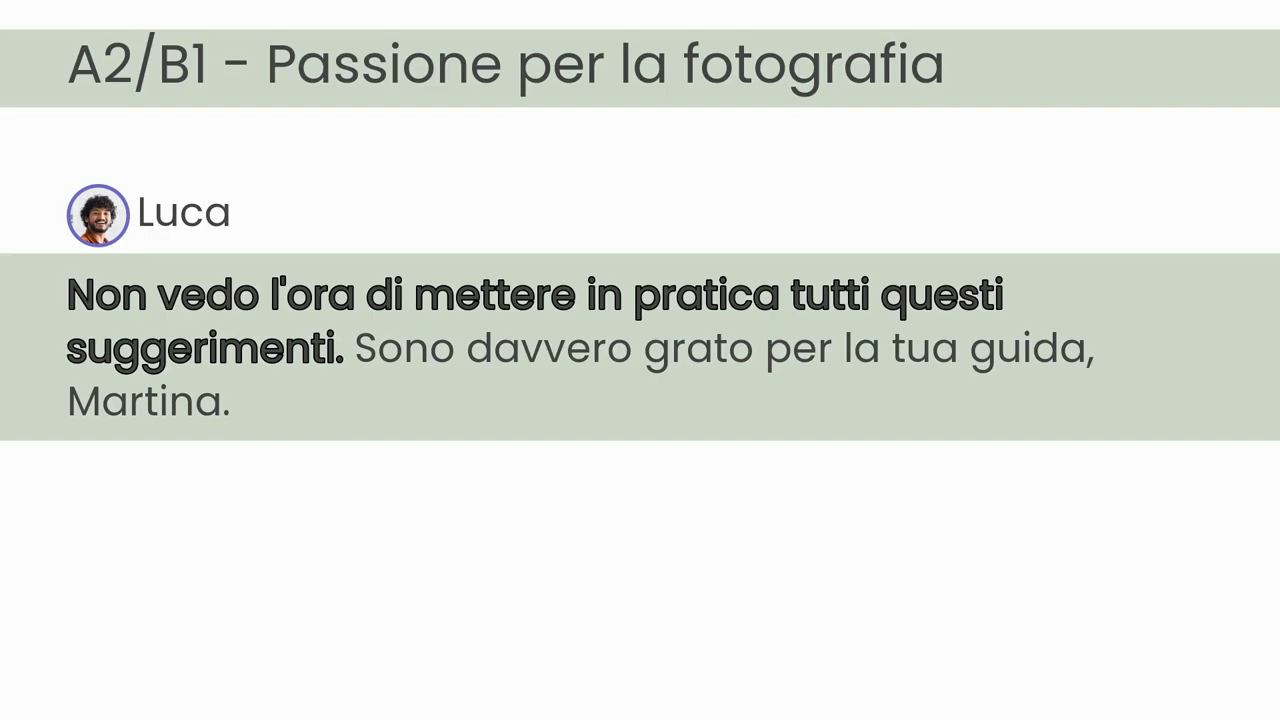 A2/B1 - Passione per la fotografia
Luca
Non vedo l'ora di mettere in pratica tutti questi
suggerimenti. Sono davvero grato per la tua guida,
Martina.